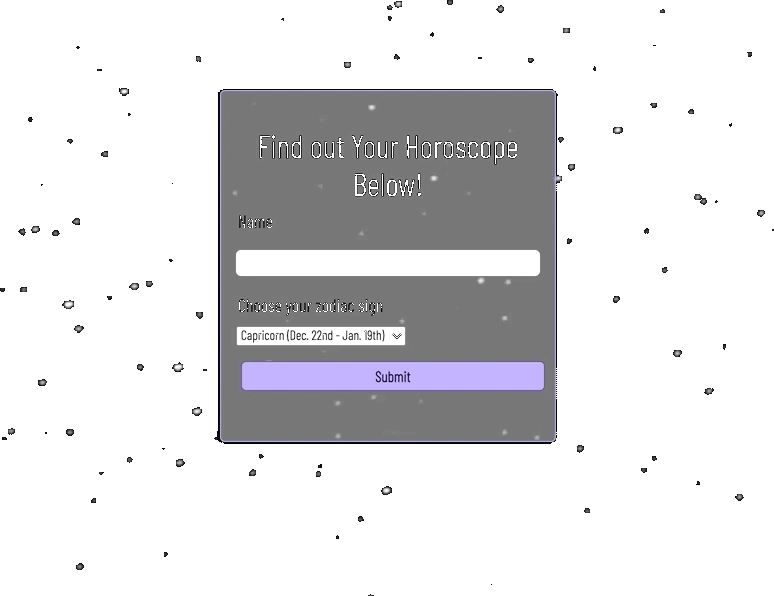 Find out Your Horoscope
Below!
Name
Choose your zodiac sign
Capricorn (Dec. 22nd - Jan. 19th)
Submit